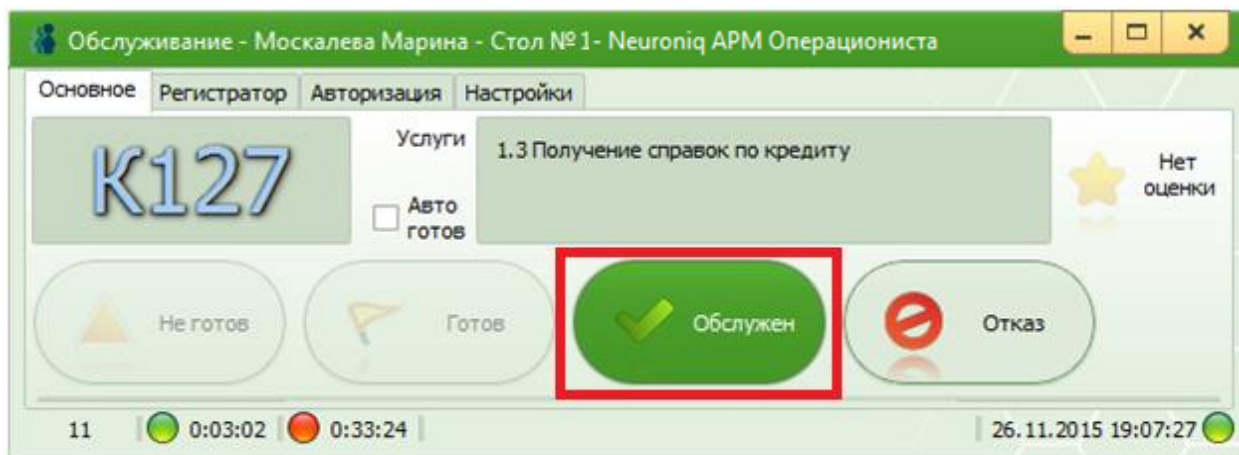 Обслуживание - Москалева Марина - Стол №1- Neuroniq АРМ Операциониста
Основное Регистратор Авторизация Настройки
К127
Услуги
Авто
готов
1.3 Получение справок по кредиту
Нет
оценки
Не готов
Готов
Обслужен
Отказ
11 0:03:02 0:33:24 26.11.2015 19:07:27